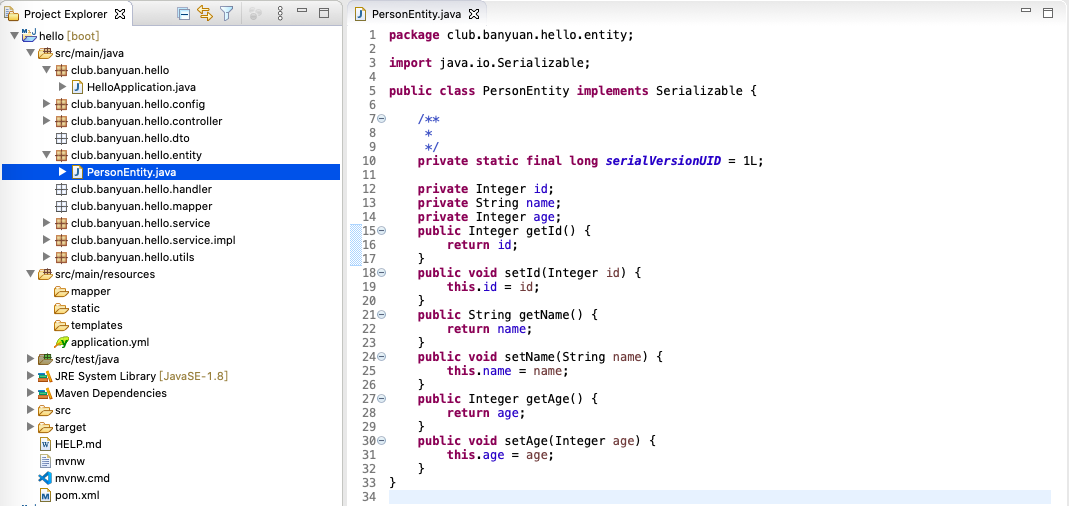 Project Explorer
hello [boot]
src/main/java
club.banyuan.hello
HelloApplication.java
club.banyuan.hello.config
club.banyuan.hello.controller
club.banyuan.hello.dto
club.banyuan.hello.entity
PersonEntity.java
club.banyuan.hello.handler
club.banyuan.hello.mapper
club.banyuan.hello.service
club.banyuan.hello.service.impl
club.banyuan.hello.utils
src/main/resources
mapper
static
templates
application.yml
src/test/java
JRE System Library [JavaSE-1.8]
Maven Dependencies
src
target
HELP.md
mvnw
mvnw.cmd
pom.xml
PersonEntity.java
1 package club.banyuan.hello.entity;
2
3 import java.io.Serializable;
4
5 public class PersonEntity implements Serializable {
6
7     /**
8      *
9      */
10     private static final long serialVersionUID = 1L;
11
12     private Integer id;
13     private String name;
14     private Integer age;
15     public Integer getId() {
16         return id;
17     }
18     public void setId(Integer id) {
19         this.id = id;
20     }
21     public String getName() {
22         return name;
23     }
24     public void setName(String name) {
25         this.name = name;
26     }
27     public Integer getAge() {
28         return age;
29     }
30     public void setAge(Integer age) {
31         this.age = age;
32     }
33 }
34